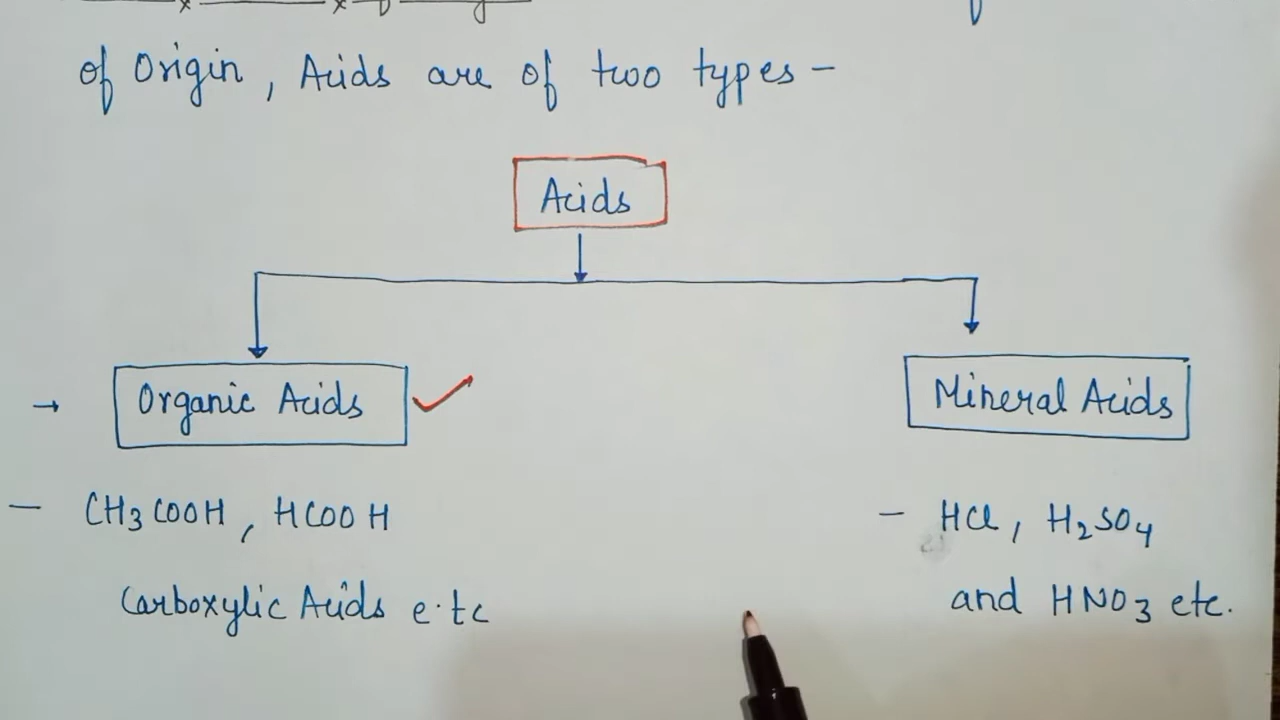 of Origin, Acids are of two types -
Acids
→ Organic Acids ✓
Mineral Acids
- CH3COOH, HCOOH
Carboxylic Acids e.tc
- HCl, H2SO4
and HNO3 etc.